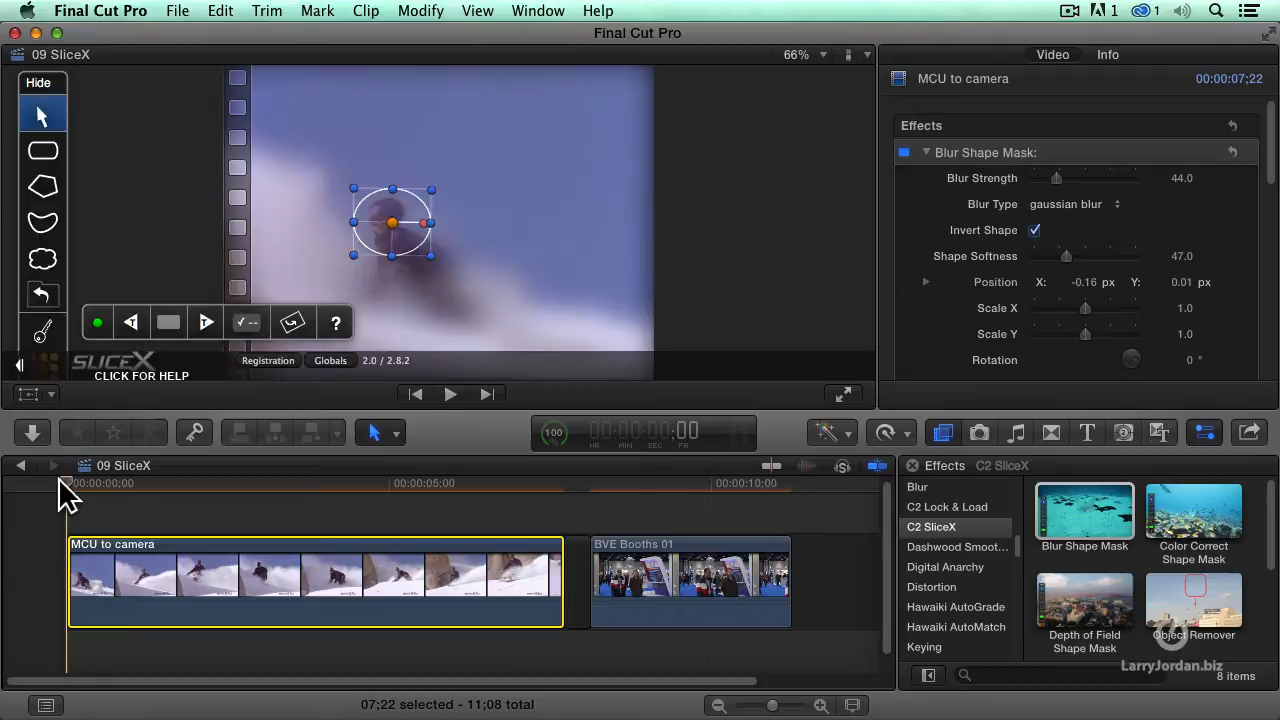 Final Cut Pro File Edit Trim Mark Clip Modify View Window Help 1 1
Final Cut Pro
09 SliceX 66%
Video Info
MCU to camera 00:00:07;22
Hide
Effects
Blur Shape Mask:
Blur Strength 44.0
Blur Type gaussian blur
Invert Shape
Shape Softness 47.0
Position X: -0.16 px Y: 0.01 px
Scale X 1.0
Scale Y 1.0
Rotation 0 °
T T ✓ -- ?
SLICEX Registration Globals 2.0 / 2.8.2
CLICK FOR HELP
100 00:00:00;00
HR MIN SEC FR
09 SliceX
Effects C2 SliceX
00:00:00;00 00:00:05;00 00:00:10;00
MCU to camera BVE Booths 01
Blur
C2 Lock & Load
C2 SliceX
Dashwood Smoot...
Digital Anarchy
Distortion
Hawaiki AutoGrade
Hawaiki AutoMatch
Keying
Blur Shape Mask
Color Correct Shape Mask
Depth of Field Shape Mask
Object Remover
LarryJordan.biz
8 items
07;22 selected - 11;08 total